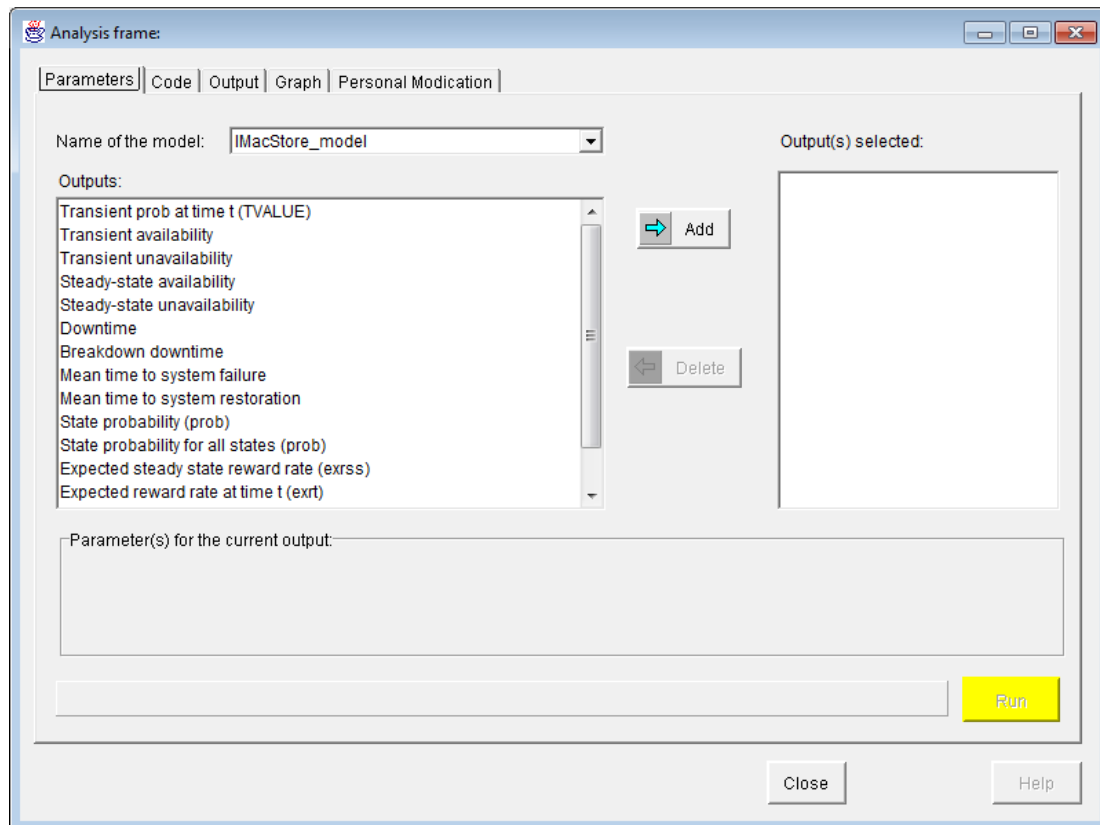 Analysis frame:
Parameters Code Output Graph Personal Modication
Name of the model: IMacStore_model
Output(s) selected:
Outputs:
Transient prob at time t (TVALUE)
Transient availability
Transient unavailability
Steady-state availability
Steady-state unavailability
Downtime
Breakdown downtime
Mean time to system failure
Mean time to system restoration
State probability (prob)
State probability for all states (prob)
Expected steady state reward rate (exrss)
Expected reward rate at time t (exrt)
Add
Delete
Parameter(s) for the current output:
Run
Close
Help